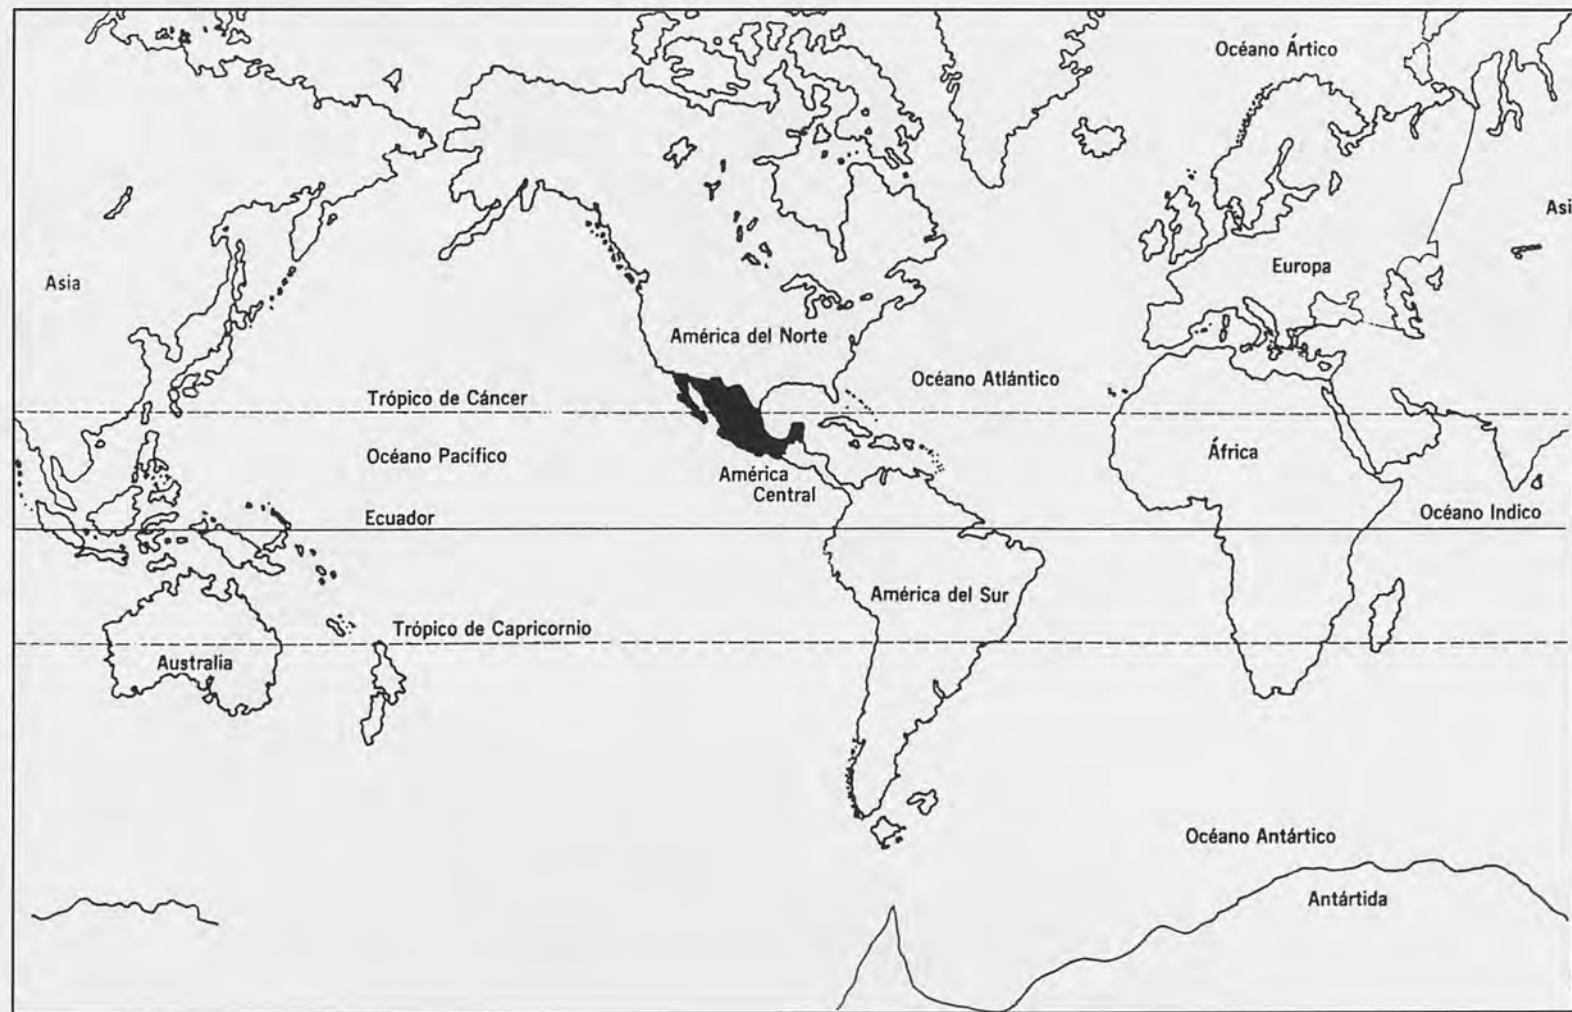 Océano Ártico
Asi
Asia
Europa
América del Norte
Océano Atlántico
Trópico de Cáncer
Océano Pacífico
África
América
Central
Ecuador
Océano Indico
América del Sur
Trópico de Capricornio
Australia
Océano Antártico
Antártida